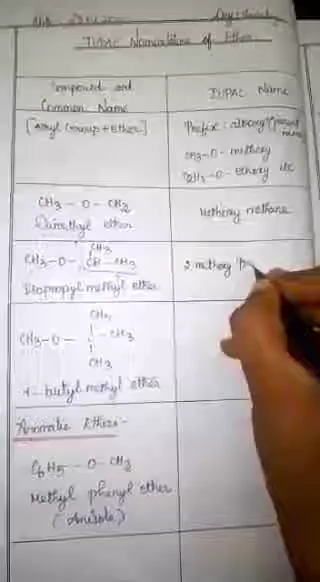 IUPAC Nomenclature of Ether
Compound and
Common Name
IUPAC Name
[Alkyl Group + Ether]
Prefix: alkoxy (parent
name
CH3-O- methoxy
C2H5-O- ethoxy etc
CH3 - O - CH3
Dimethyl ether
Methoxy methane
CH3
CH3-O- CH - CH3
Isopropyl methyl ether
2 methoxy P
CH3
CH3-O- C - CH3
CH3
t-butyl methyl ether
Aromatic Ethers-
C6H5 - O - CH3
Methyl phenyl ether
(Anisole)